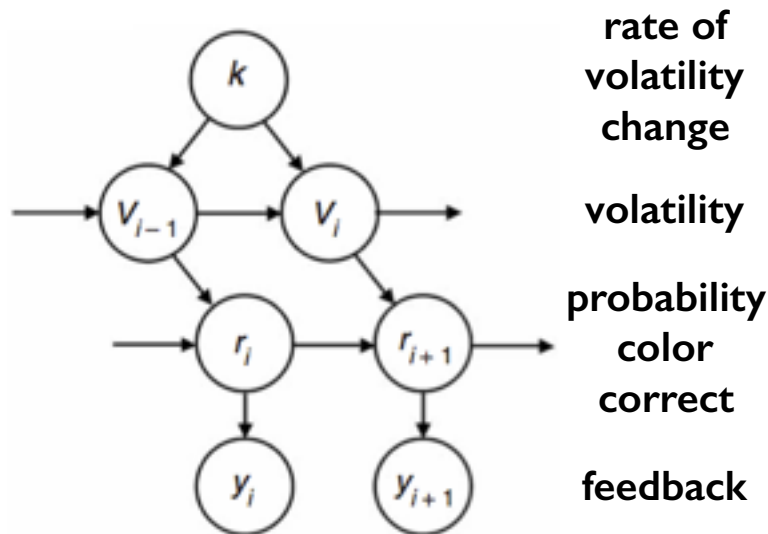 k
rate of
volatility
change
V_{i-1}
V_i
volatility
r_i
r_{i+1}
probability
color
correct
y_i
y_{i+1}
feedback